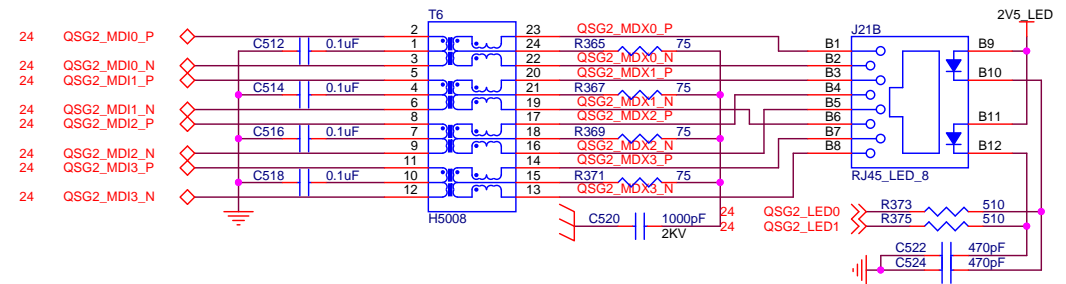 2V5_LED
T6
J21B
24 QSG2_MDI0_P 2 23 QSG2_MDX0_P
C512 0.1uF 1 24 R365 75 B1 B9
24 QSG2_MDI0_N 3 22 QSG2_MDX0_N B2
24 QSG2_MDI1_P 5 20 QSG2_MDX1_P B3 B10
C514 0.1uF 4 21 R367 75 B4
24 QSG2_MDI1_N 6 19 QSG2_MDX1_N B5
24 QSG2_MDI2_P 8 17 QSG2_MDX2_P B6 B11
C516 0.1uF 7 18 R369 75 B7
24 QSG2_MDI2_N 9 16 QSG2_MDX2_N B8 B12
24 QSG2_MDI3_P 11 14 QSG2_MDX3_P
C518 0.1uF 10 15 R371 75 RJ45_LED_8
24 QSG2_MDI3_N 12 13 QSG2_MDX3_N
H5008
C520 1000pF 24 QSG2_LED0 R373 510
2KV 24 QSG2_LED1 R375 510
C522 470pF
C524 470pF